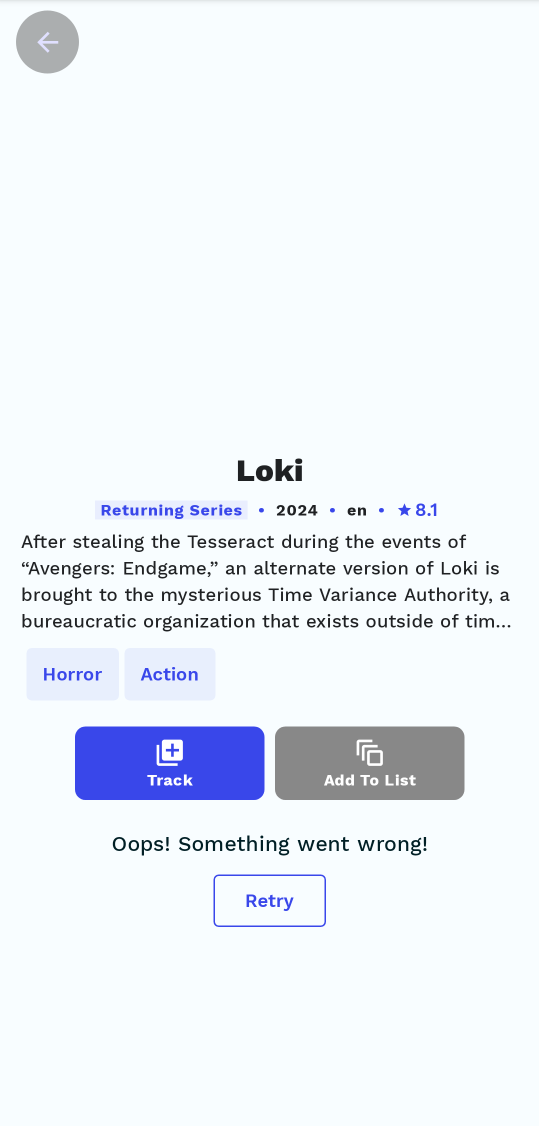 Loki
Returning Series • 2024 • en • ★ 8.1
After stealing the Tesseract during the events of
“Avengers: Endgame,” an alternate version of Loki is
brought to the mysterious Time Variance Authority, a
bureaucratic organization that exists outside of tim...
Horror Action
Track Add To List
Oops! Something went wrong!
Retry